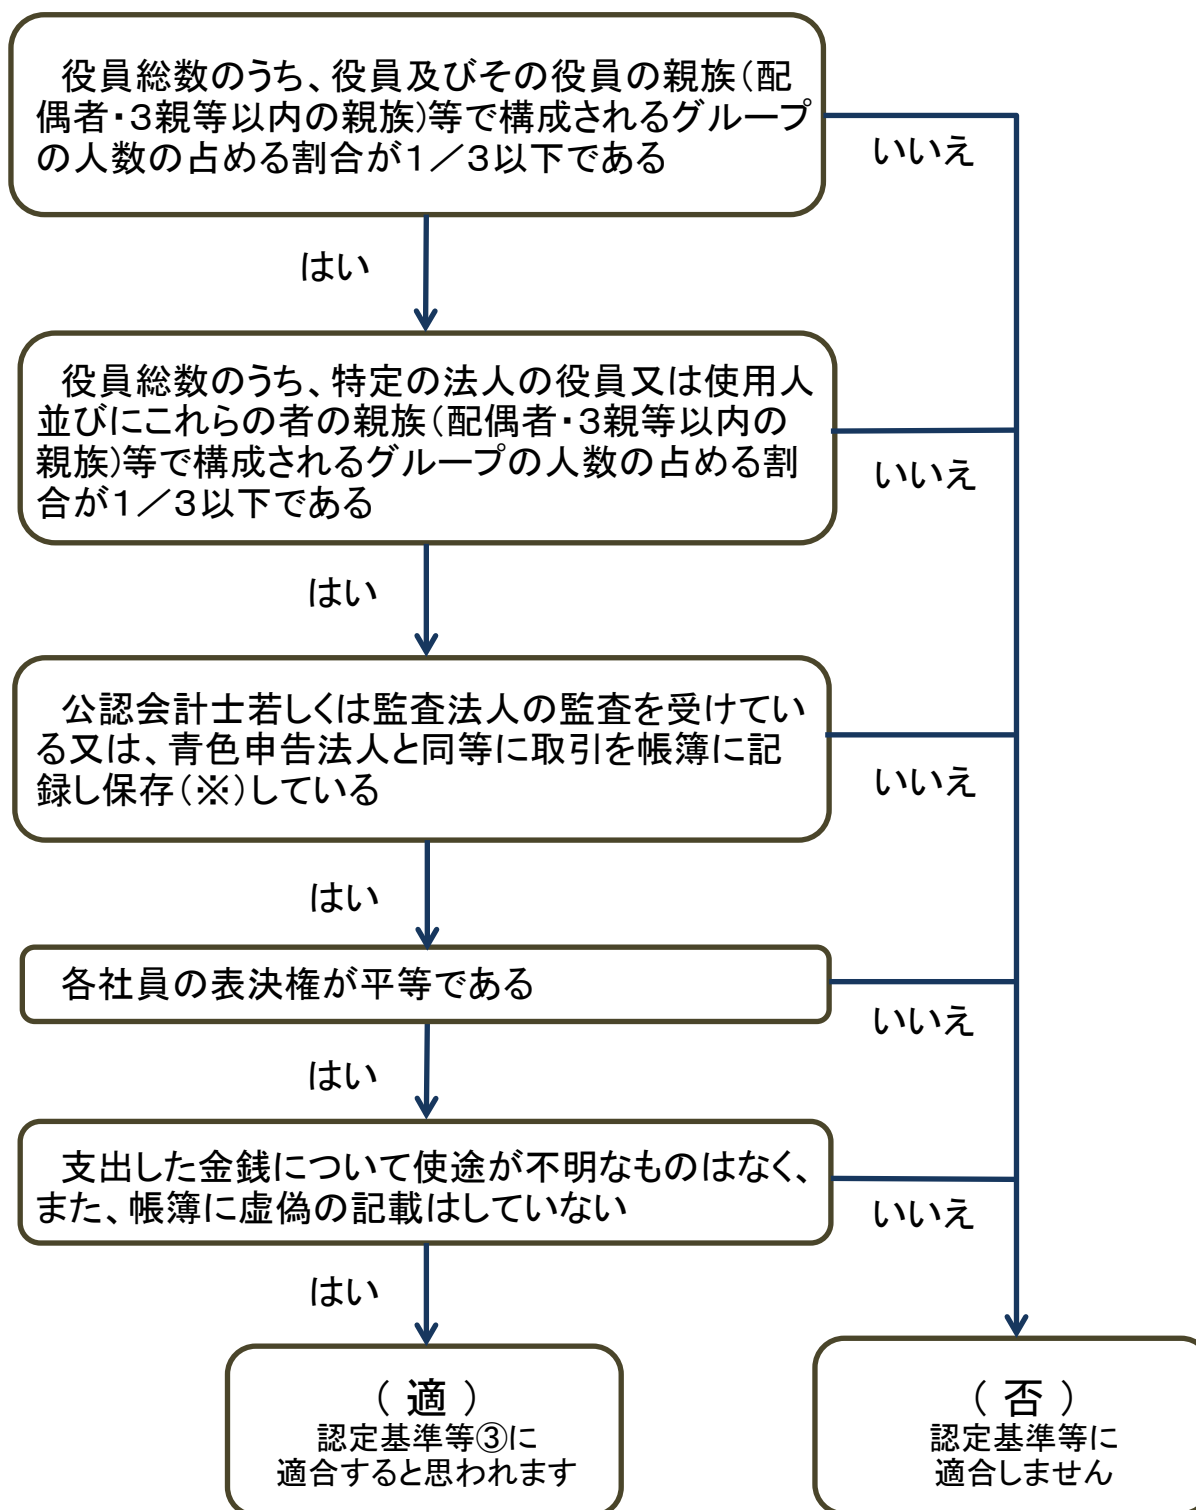 役員総数のうち、役員及びその役員の親族(配
偶者・3親等以内の親族)等で構成されるグループ
の人数の占める割合が1/3以下である
いいえ
はい
役員総数のうち、特定の法人の役員又は使用人
並びにこれらの者の親族(配偶者・3親等以内の
親族)等で構成されるグループの人数の占める割
合が1/3以下である
いいえ
はい
公認会計士若しくは監査法人の監査を受けてい
る又は、青色申告法人と同等に取引を帳簿に記
録し保存(※)している
いいえ
はい
各社員の表決権が平等である
いいえ
はい
支出した金銭について使途が不明なものはなく、
また、帳簿に虚偽の記載はしていない
いいえ
はい
(適)
認定基準等③に
適合すると思われます
(否)
認定基準等に
適合しません